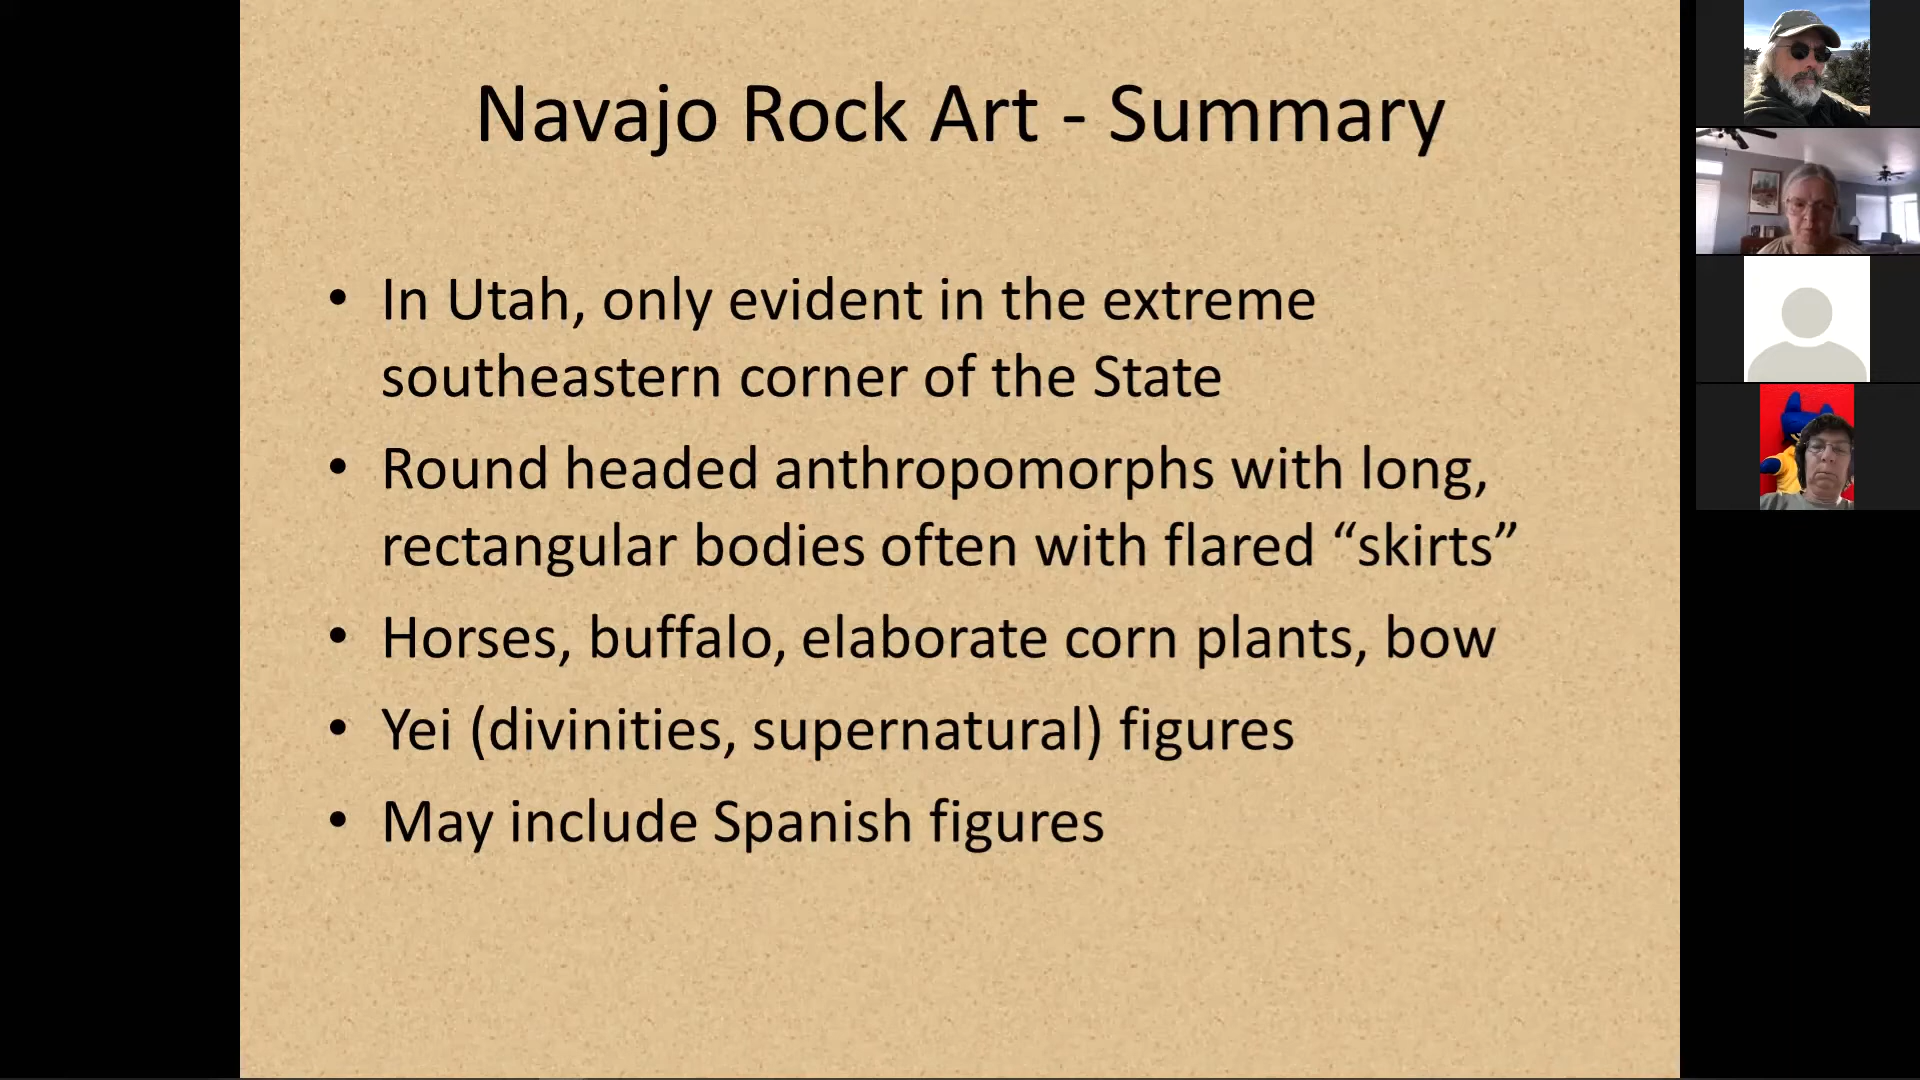 Navajo Rock Art - Summary
• In Utah, only evident in the extreme
southeastern corner of the State
• Round headed anthropomorphs with long,
rectangular bodies often with flared “skirts”
• Horses, buffalo, elaborate corn plants, bow
• Yei (divinities, supernatural) figures
• May include Spanish figures